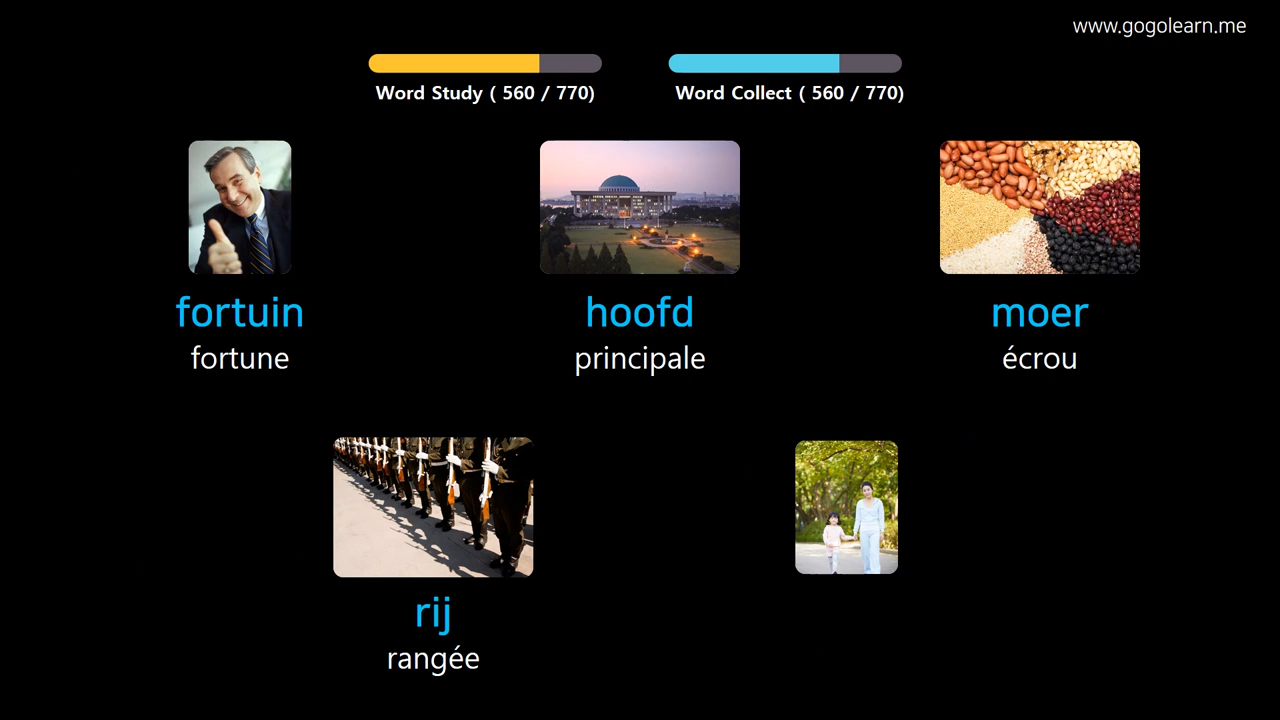 www.gogolearn.me
Word Study ( 560 / 770)
Word Collect ( 560 / 770)
fortuin
fortune
hoofd
principale
moer
écrou
rij
rangée